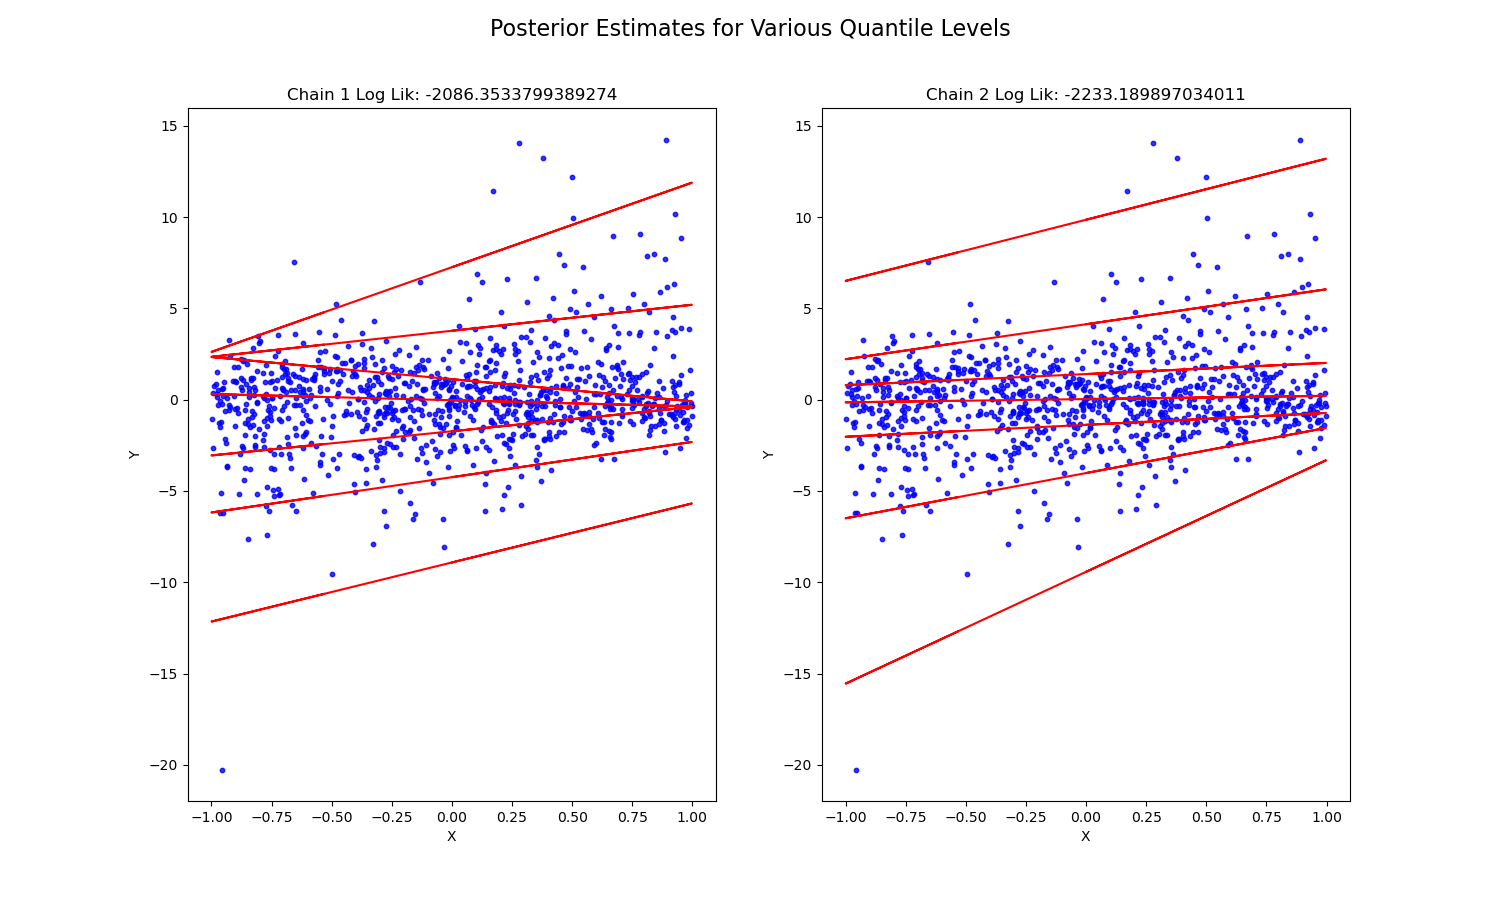 Posterior Estimates for Various Quantile Levels
Chain 1 Log Lik: -2086.3533799389274
Chain 2 Log Lik: -2233.189897034011
15
10
5
0
−5
−10
−15
−20
Y
−1.00 −0.75 −0.50 −0.25 0.00 0.25 0.50 0.75 1.00
X
15
10
5
0
−5
−10
−15
−20
Y
−1.00 −0.75 −0.50 −0.25 0.00 0.25 0.50 0.75 1.00
X